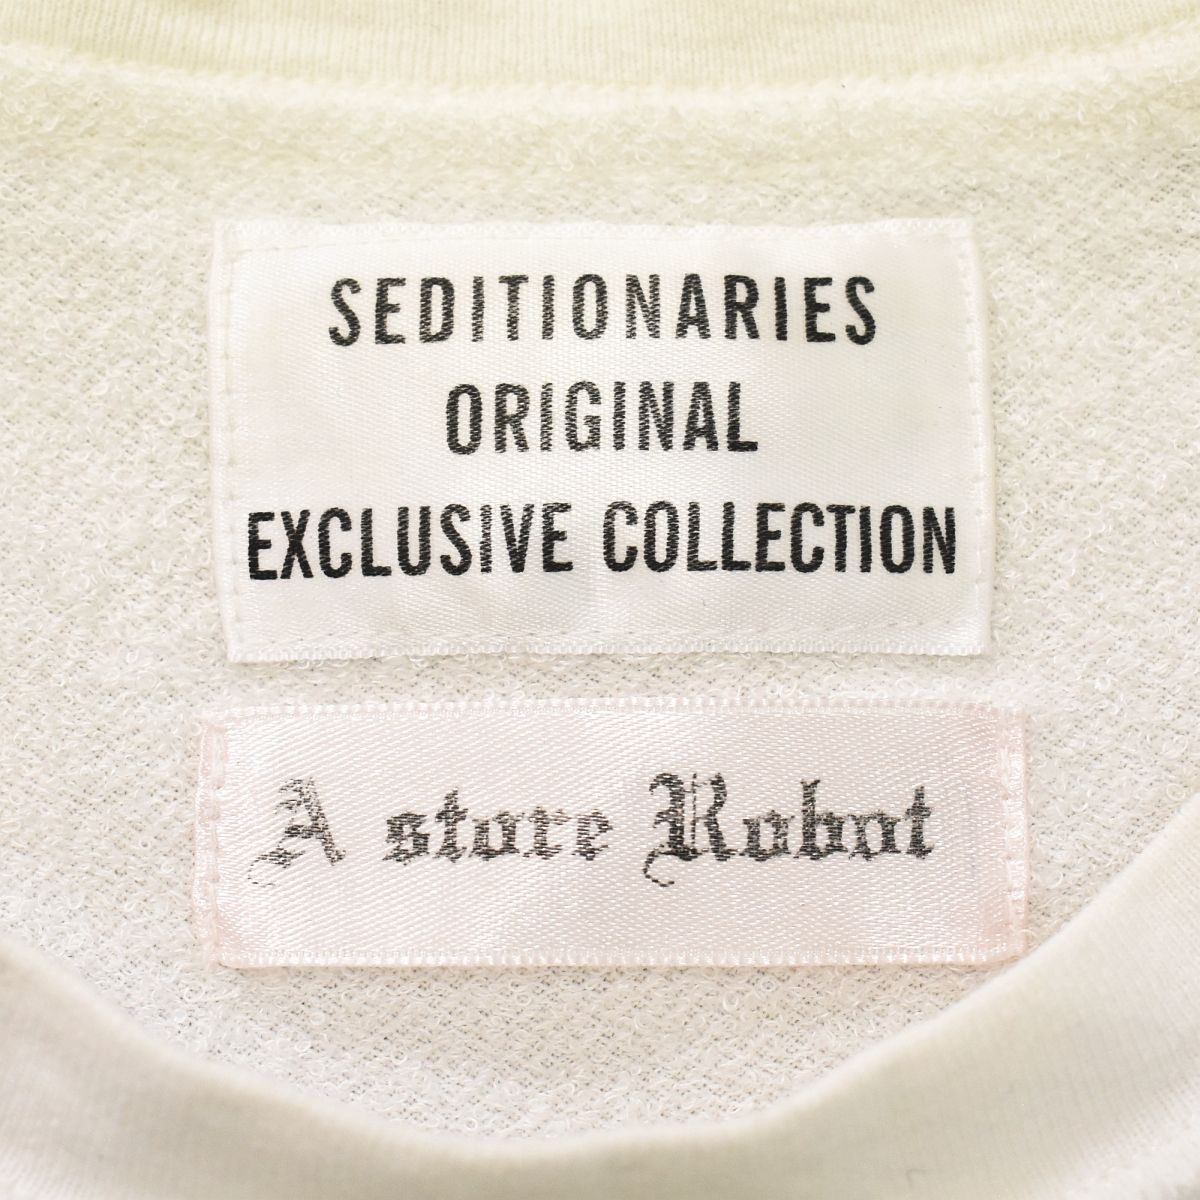 SEDITIONARIES
ORIGINAL
EXCLUSIVE COLLECTION
A store Robot